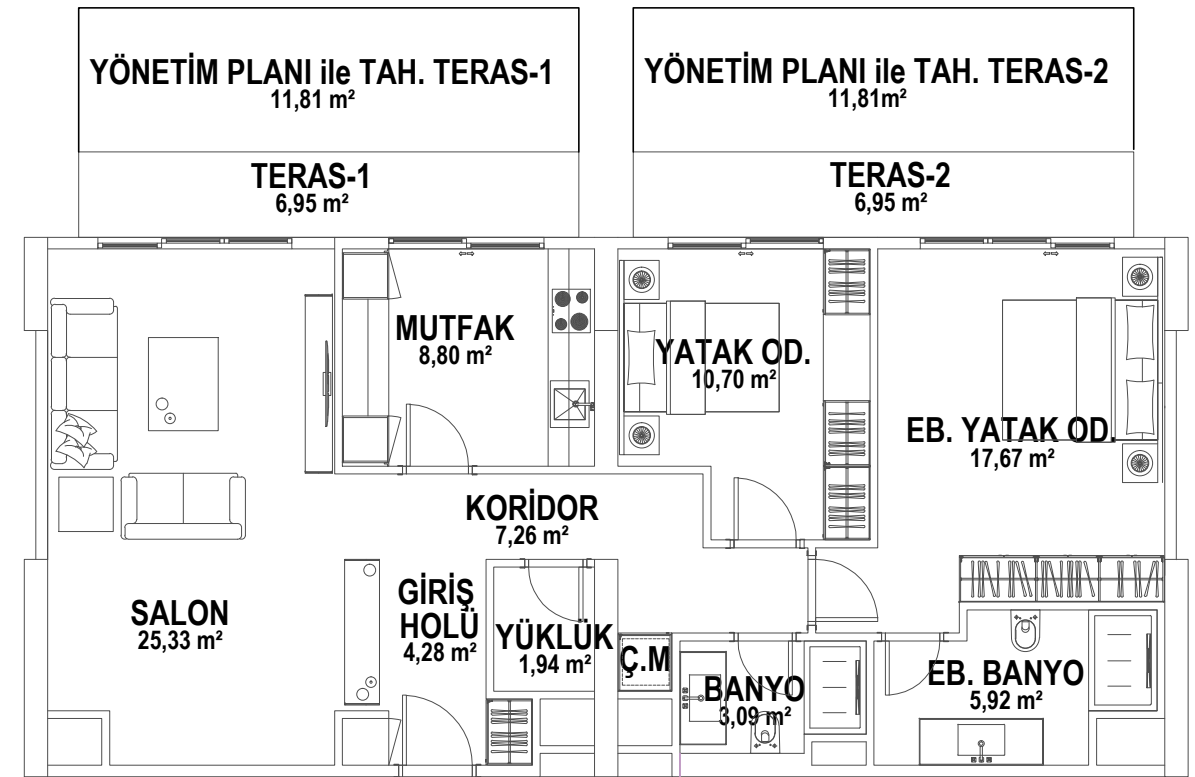 YÖNETİM PLANI ile TAH. TERAS-1
11,81 m²
YÖNETİM PLANI ile TAH. TERAS-2
11,81m²
TERAS-1
6,95 m²
TERAS-2
6,95 m²
MUTFAK
8,80 m²
YATAK OD.
10,70 m²
EB. YATAK OD.
17,67 m²
KORİDOR
7,26 m²
SALON
25,33 m²
GİRİŞ
HOLÜ
4,28 m²
YÜKLÜK
1,94 m²
Ç.M
BANYO
3,09 m²
EB. BANYO
5,92 m²